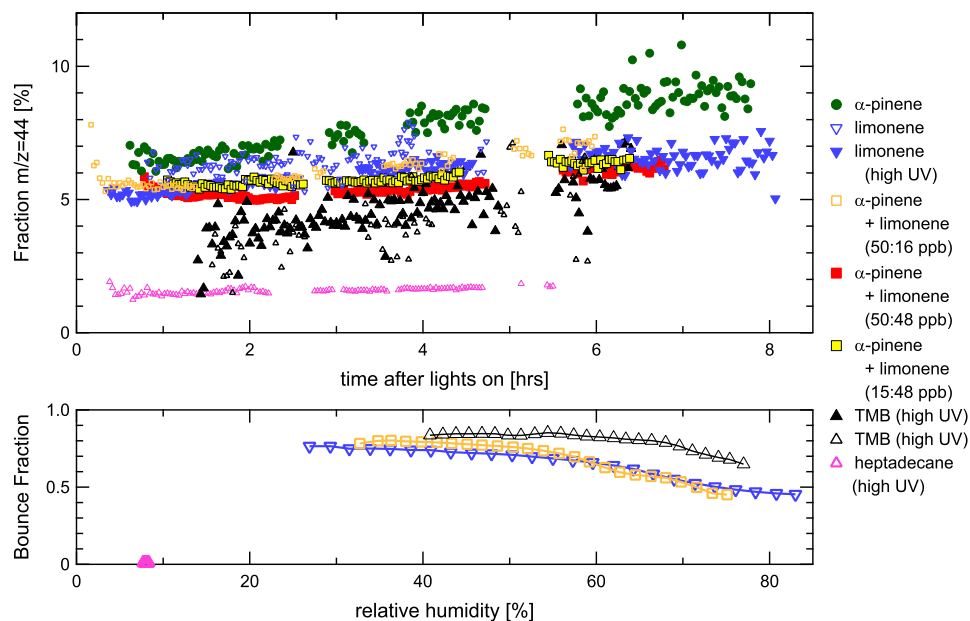 10
5
0
Fraction m/z=44 [%]
0
2
4
6
8
time after lights on [hrs]
α-pinene
limonene
limonene
(high UV)
α-pinene
+ limonene
(50:16 ppb)
α-pinene
+ limonene
(50:48 ppb)
α-pinene
+ limonene
(15:48 ppb)
TMB (high UV)
TMB (high UV)
heptadecane
(high UV)
1.0
0.5
0
Bounce Fraction
0
20
40
60
80
relative humidity [%]